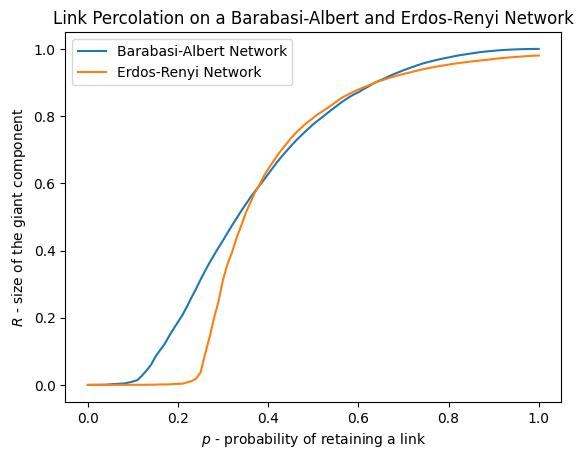 Link Percolation on a Barabasi-Albert and Erdos-Renyi Network
Barabasi-Albert Network
Erdos-Renyi Network
R - size of the giant component
1.0
0.8
0.6
0.4
0.2
0.0
0.0 0.2 0.4 0.6 0.8 1.0
p - probability of retaining a link